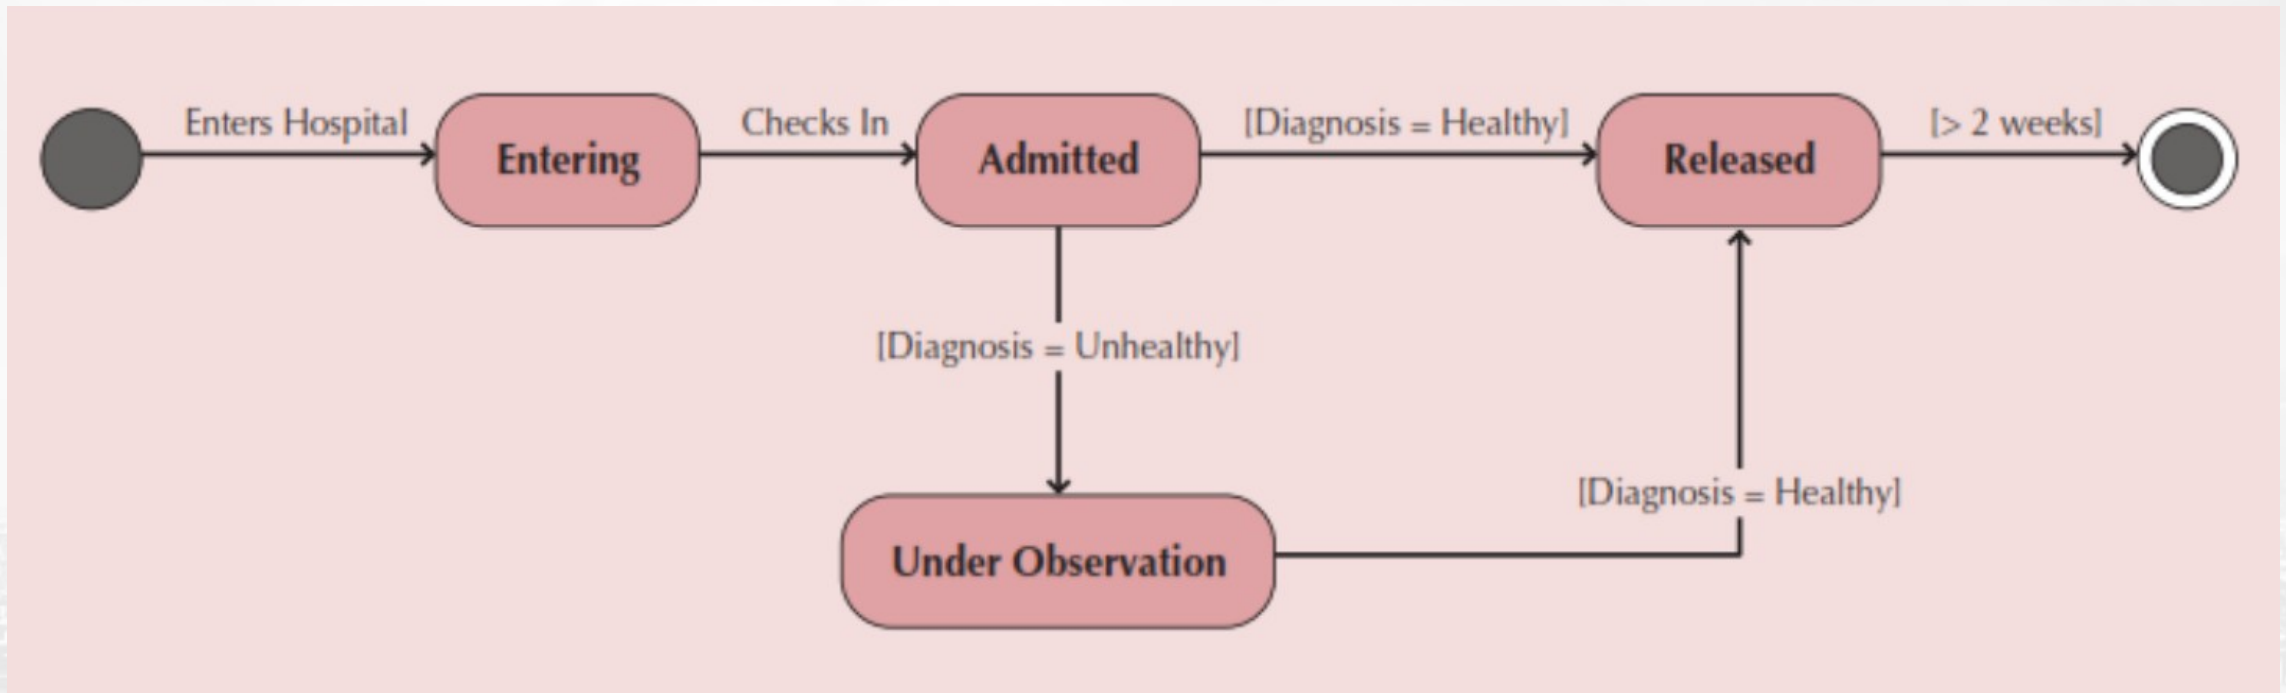 Enters Hospital
Entering
Checks In
Admitted
[Diagnosis = Healthy]
Released
[> 2 weeks]
[Diagnosis = Unhealthy]
[Diagnosis = Healthy]
Under Observation